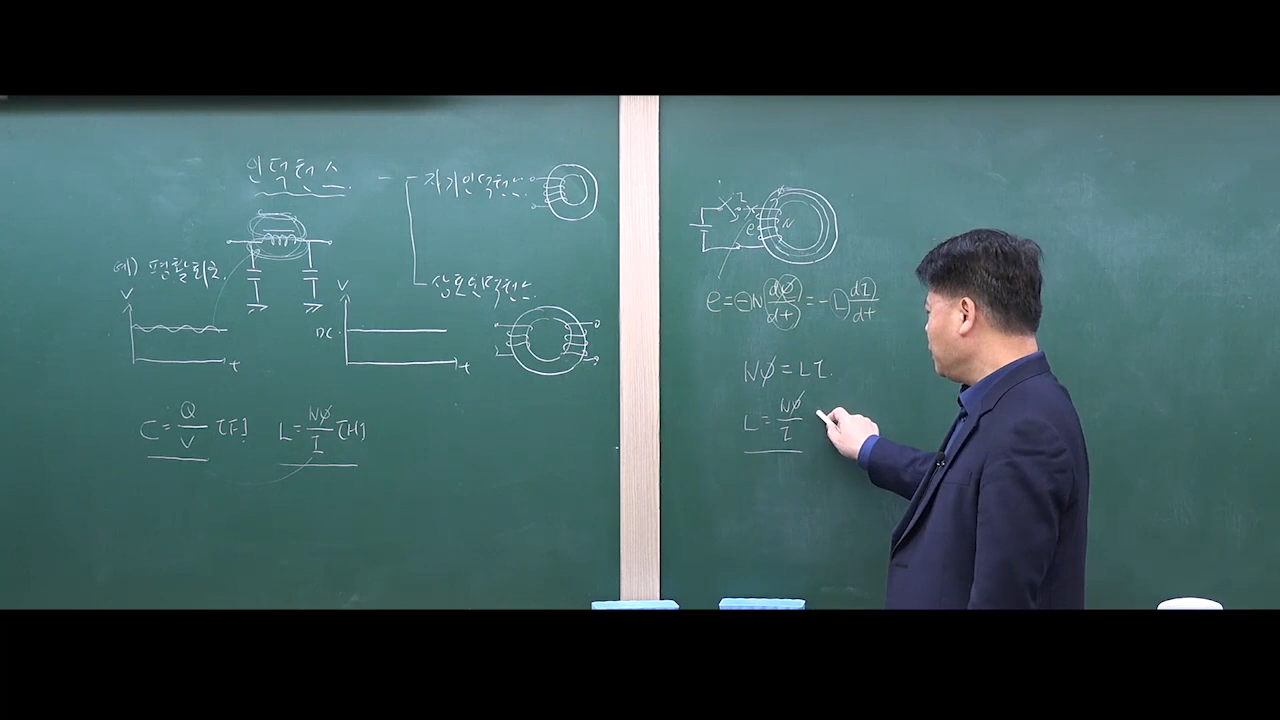 인덕턴스
자기인덕턴스
예) 평활회로
상호인덕턴스
V
t
V
DC
t
C = Q/V [F]
L = Nφ/I [H]
I
e
N
φ
e = -N dφ/dt = -L dI/dt
Nφ = LI.
L = Nφ/I